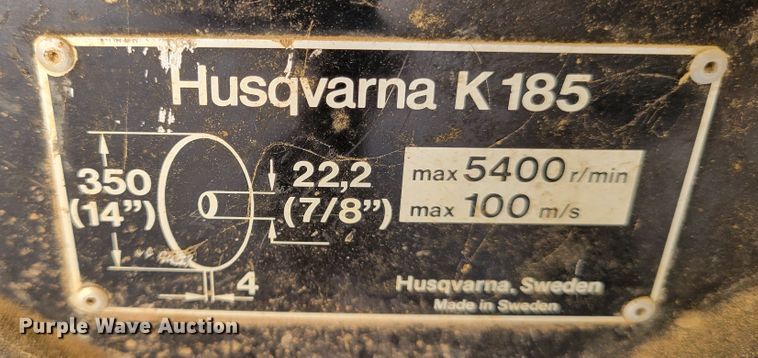 Husqvarna K 185
350
(14")
22,2
(7/8")
4
max 5400 r/min
max 100 m/s
Husqvarna, Sweden
Made in Sweden
Purple Wave Auction